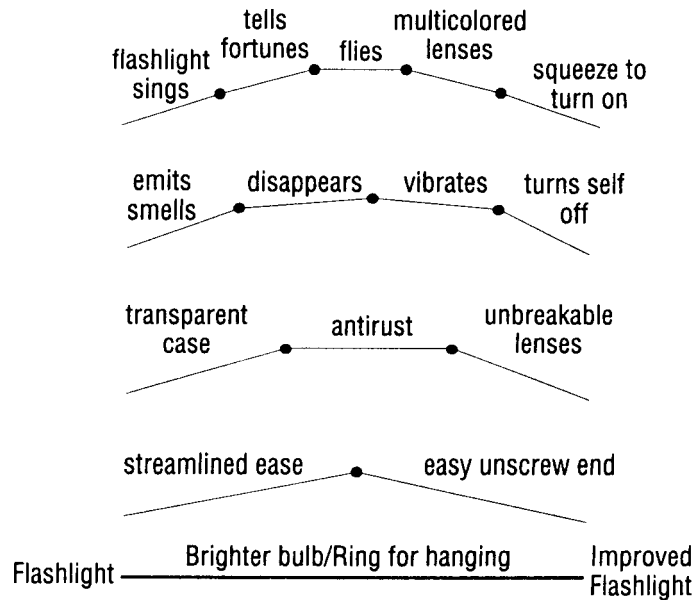 tells
fortunes
flies
multicolored
lenses
flashlight
sings
squeeze to
turn on
emits
smells
disappears
vibrates
turns self
off
transparent
case
antirust
unbreakable
lenses
streamlined ease
easy unscrew end
Brighter bulb/Ring for hanging
Flashlight
Improved
Flashlight